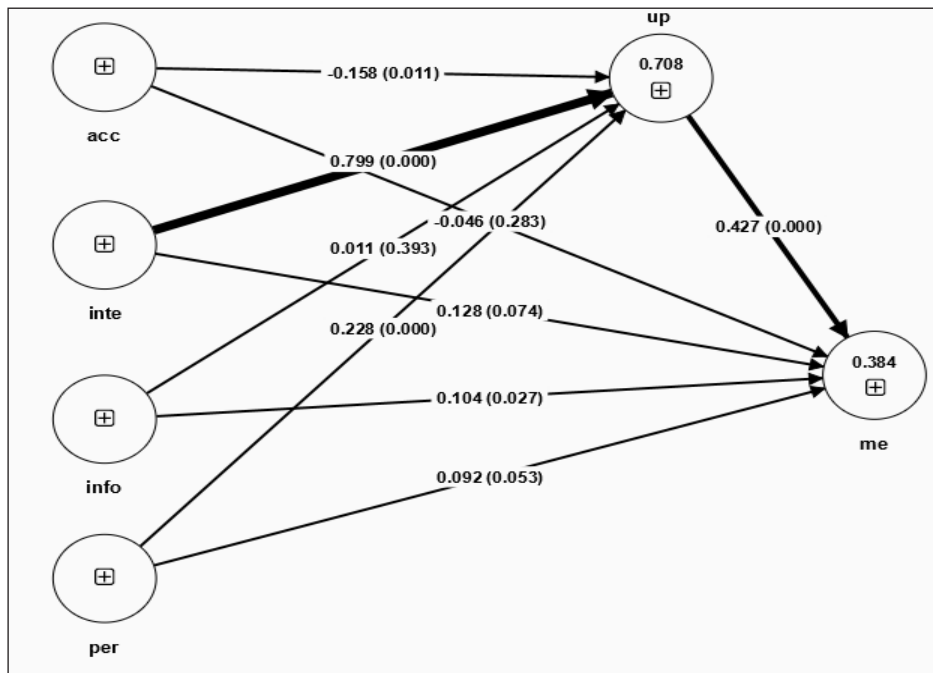 up
0.708
-0.158 (0.011)
acc
0.799 (0.000)
-0.046 (0.283)
0.427 (0.000)
0.011 (0.393)
inte
0.128 (0.074)
0.228 (0.000)
0.384
0.104 (0.027)
me
info
0.092 (0.053)
per